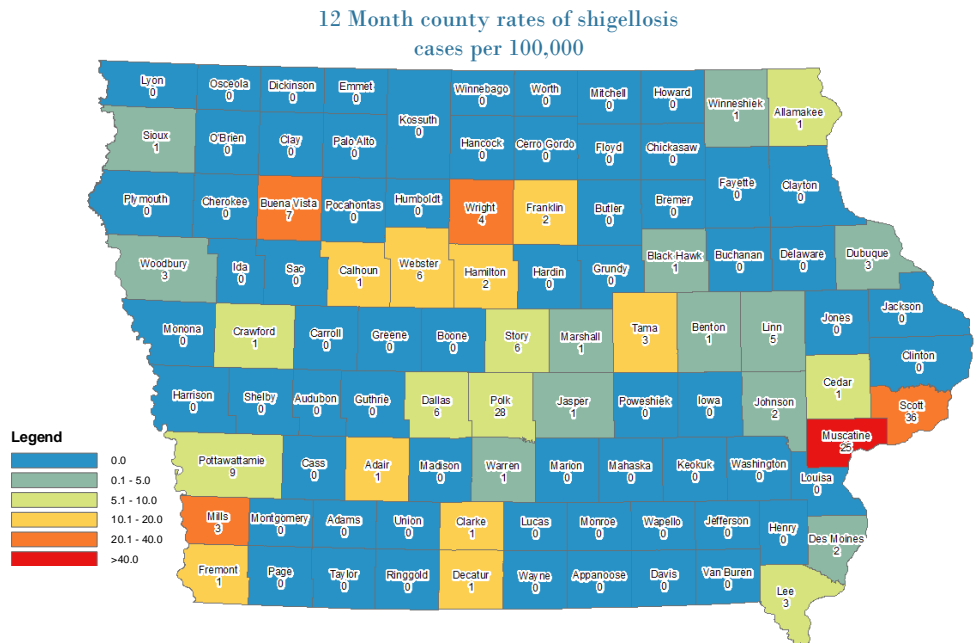 12 Month county rates of shigellosis
cases per 100,000
Lyon
0
Osceola
0
Dickinson
0
Emmet
0
Kossuth
0
Winnebago
0
Worth
0
Mitchell
0
Howard
0
Winneshiek
1
Allamakee
1
Sioux
1
O'Brien
0
Clay
0
Palo Alto
0
Hancock
0
Cerro Gordo
0
Floyd
0
Chickasaw
0
Fayette
0
Clayton
0
Plymouth
0
Cherokee
0
Buena Vista
7
Pocahontas
0
Humboldt
0
Wright
4
Franklin
2
Butler
0
Bremer
0
Woodbury
3
Ida
0
Sac
0
Calhoun
1
Webster
6
Hamilton
2
Hardin
0
Grundy
0
Black Hawk
1
Buchanan
0
Delaware
0
Dubuque
3
Monona
0
Crawford
1
Carroll
0
Greene
0
Boone
0
Story
6
Marshall
1
Tama
3
Benton
1
Linn
5
Jones
0
Jackson
0
Clinton
0
Harrison
0
Shelby
0
Audubon
0
Guthrie
0
Dallas
6
Polk
28
Jasper
1
Poweshiek
0
Iowa
0
Johnson
2
Cedar
1
Scott
36
Muscatine
25
Pottawattamie
9
Cass
0
Adair
1
Madison
0
Warren
1
Marion
0
Mahaska
0
Keokuk
0
Washington
0
Louisa
0
Mills
3
Montgomery
0
Adams
0
Union
0
Clarke
1
Lucas
0
Monroe
0
Wapello
0
Jefferson
0
Henry
0
Des Moines
2
Fremont
1
Page
0
Taylor
0
Ringgold
0
Decatur
1
Wayne
0
Appanoose
0
Davis
0
Van Buren
0
Lee
3
Legend
0.0
0.1 - 5.0
5.1 - 10.0
10.1 - 20.0
20.1 - 40.0
>40.0